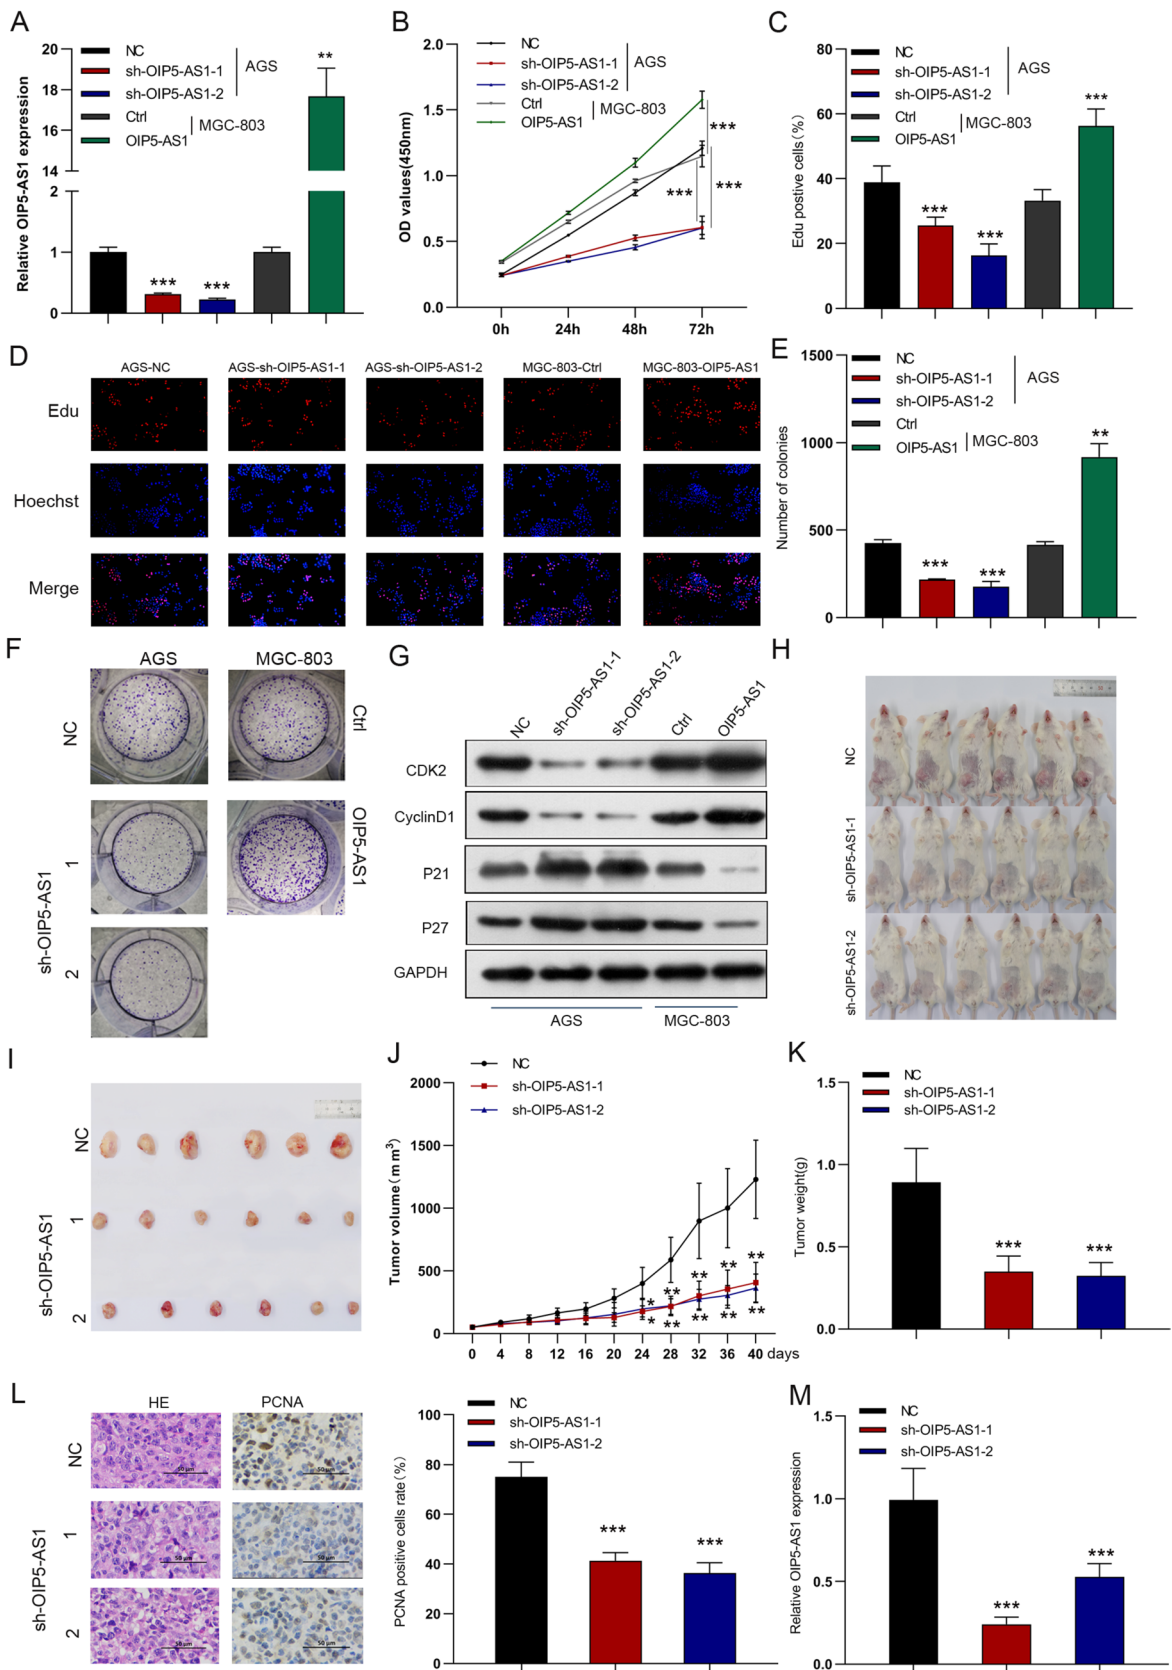 A
Relative OIP5-AS1 expression
20
18
16
14
2
1
0
NC
sh-OIP5-AS1-1
sh-OIP5-AS1-2
AGS
Ctrl
OIP5-AS1
MGC-803
***
***
**
B
OD values(450nm)
2.0
1.5
1.0
0.5
0.0
0h 24h 48h 72h
NC
sh-OIP5-AS1-1
sh-OIP5-AS1-2
AGS
Ctrl
OIP5-AS1
MGC-803
***
***
***
C
Edu postive cells(%)
80
60
40
20
0
NC
sh-OIP5-AS1-1
sh-OIP5-AS1-2
AGS
Ctrl
OIP5-AS1
MGC-803
***
***
***
D
AGS-NC AGS-sh-OIP5-AS1-1 AGS-sh-OIP5-AS1-2 MGC-803-Ctrl MGC-803-OIP5-AS1
Edu
Hoechst
Merge
E
Number of colonies
1500
1000
500
0
NC
sh-OIP5-AS1-1
sh-OIP5-AS1-2
AGS
Ctrl
OIP5-AS1
MGC-803
***
***
**
F
AGS MGC-803
NC
Ctrl
sh-OIP5-AS1
1
2
OIP5-AS1
G
NC sh-OIP5-AS1-1 sh-OIP5-AS1-2 Ctrl OIP5-AS1
CDK2
CyclinD1
P21
P27
GAPDH
AGS MGC-803
H
NC
sh-OIP5-AS1-1
sh-OIP5-AS1-2
I
NC
sh-OIP5-AS1
1
2
J
NC
sh-OIP5-AS1-1
sh-OIP5-AS1-2
Tumor volume(mm³)
2000
1500
1000
500
0
0 4 8 12 16 20 24 28 32 36 40 days
* ** ** ** **
* ** ** ** **
K
NC
sh-OIP5-AS1-1
sh-OIP5-AS1-2
Tumor weight(g)
1.5
1.0
0.5
0.0
***
***
L
HE PCNA
NC
sh-OIP5-AS1
1
2
50 μm 50 μm
50 μm 50 μm
50 μm 50 μm
NC
sh-OIP5-AS1-1
sh-OIP5-AS1-2
PCNA positive cells rate(%)
100
80
60
40
20
0
***
***
M
NC
sh-OIP5-AS1-1
sh-OIP5-AS1-2
Relative OIP5-AS1 expression
1.5
1.0
0.5
0.0
***
***